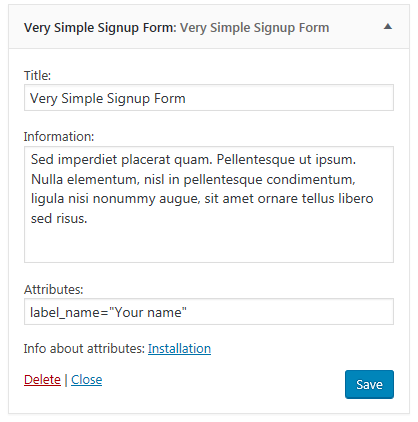 Very Simple Signup Form: Very Simple Signup Form
Title:
Very Simple Signup Form
Information:
Sed imperdiet placerat quam. Pellentesque ut ipsum.
Nulla elementum, nisl in pellentesque condimentum,
ligula nisi nonummy augue, sit amet ornare tellus libero
sed risus.
Attributes:
label_name="Your name"
Info about attributes: Installation
Delete | Close
Save